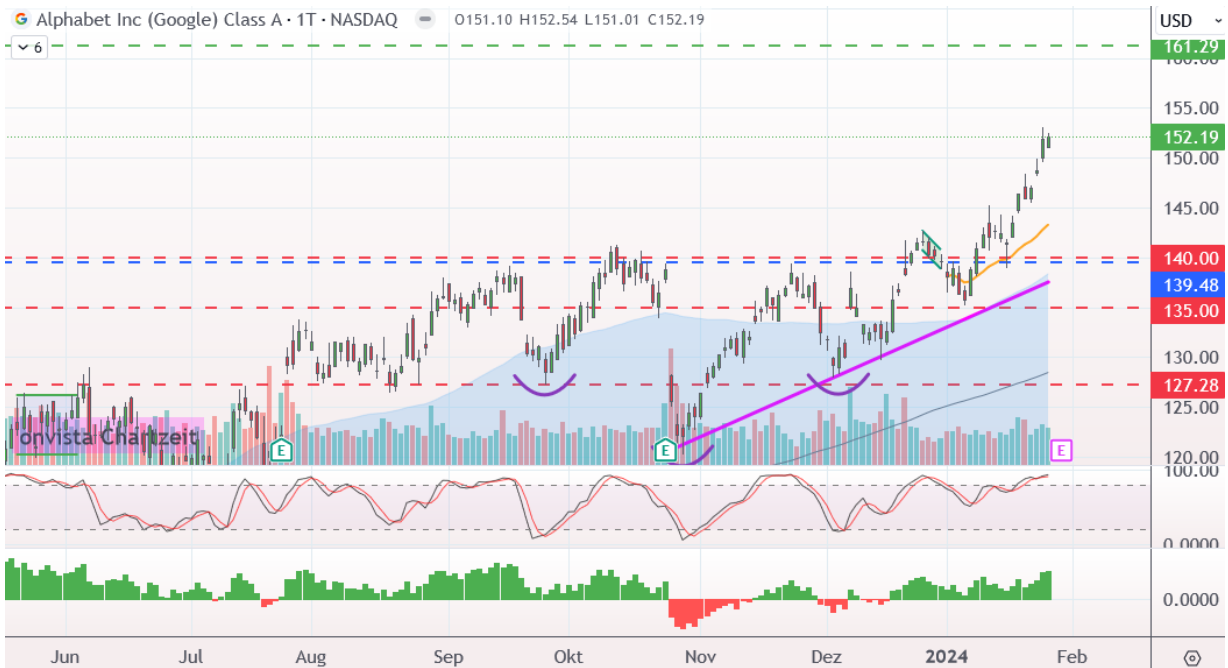 Alphabet Inc (Google) Class A · 1T · NASDAQ O151.10 H152.54 L151.01 C152.19
USD
6
161.29
160.00
155.00
152.19
150.00
145.00
140.00
139.48
135.00
130.00
127.28
125.00
onvista Chartzeit
E
E
E
120.00
100.00
0.0000
0.0000
Jun Jul Aug Sep Okt Nov Dez 2024 Feb